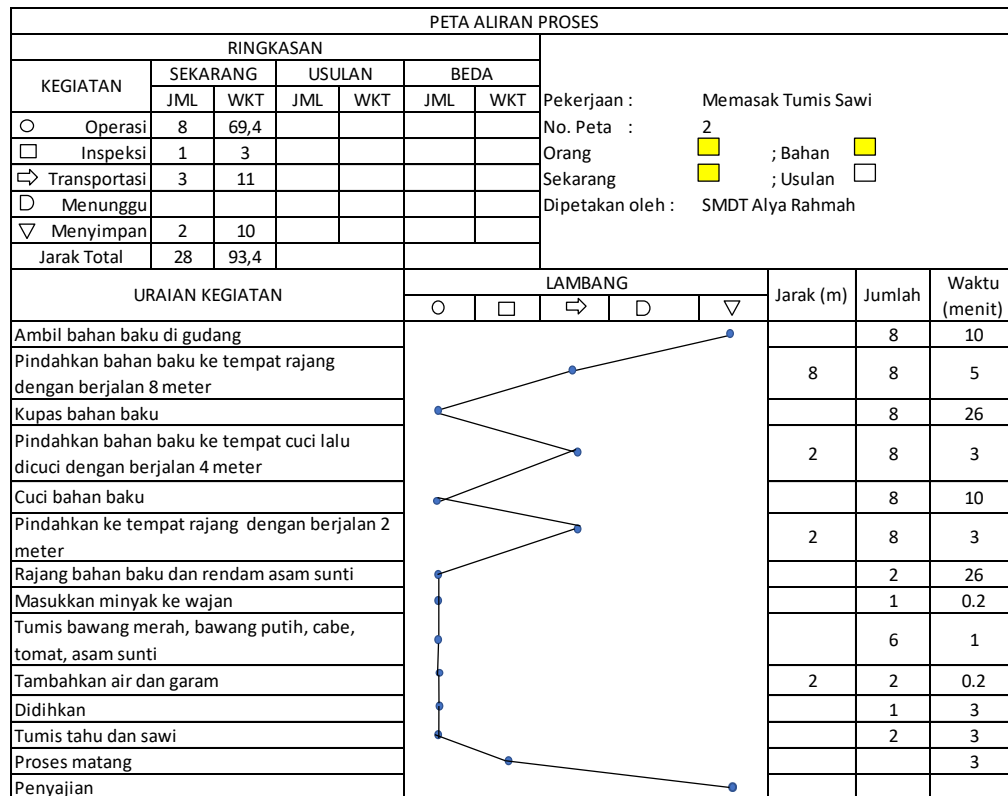 PETA ALIRAN PROSES
RINGKASAN
KEGIATAN SEKARANG USULAN BEDA
JML WKT JML WKT JML WKT
Operasi 8 69,4
Inspeksi 1 3
Transportasi 3 11
Menunggu
Menyimpan 2 10
Jarak Total 28 93,4
Pekerjaan : Memasak Tumis Sawi
No. Peta : 2
Orang ; Bahan
Sekarang ; Usulan
Dipetakan oleh : SMDT Alya Rahmah
URAIAN KEGIATAN LAMBANG Jarak (m) Jumlah Waktu
(menit)
Ambil bahan baku di gudang 8 10
Pindahkan bahan baku ke tempat rajang
dengan berjalan 8 meter 8 8 5
Kupas bahan baku 8 26
Pindahkan bahan baku ke tempat cuci lalu
dicuci dengan berjalan 4 meter 2 8 3
Cuci bahan baku 8 10
Pindahkan ke tempat rajang dengan berjalan 2
meter 2 8 3
Rajang bahan baku dan rendam asam sunti 2 26
Masukkan minyak ke wajan 1 0.2
Tumis bawang merah, bawang putih, cabe,
tomat, asam sunti 6 1
Tambahkan air dan garam 2 2 0.2
Didihkan 1 3
Tumis tahu dan sawi 2 3
Proses matang 3
Penyajian